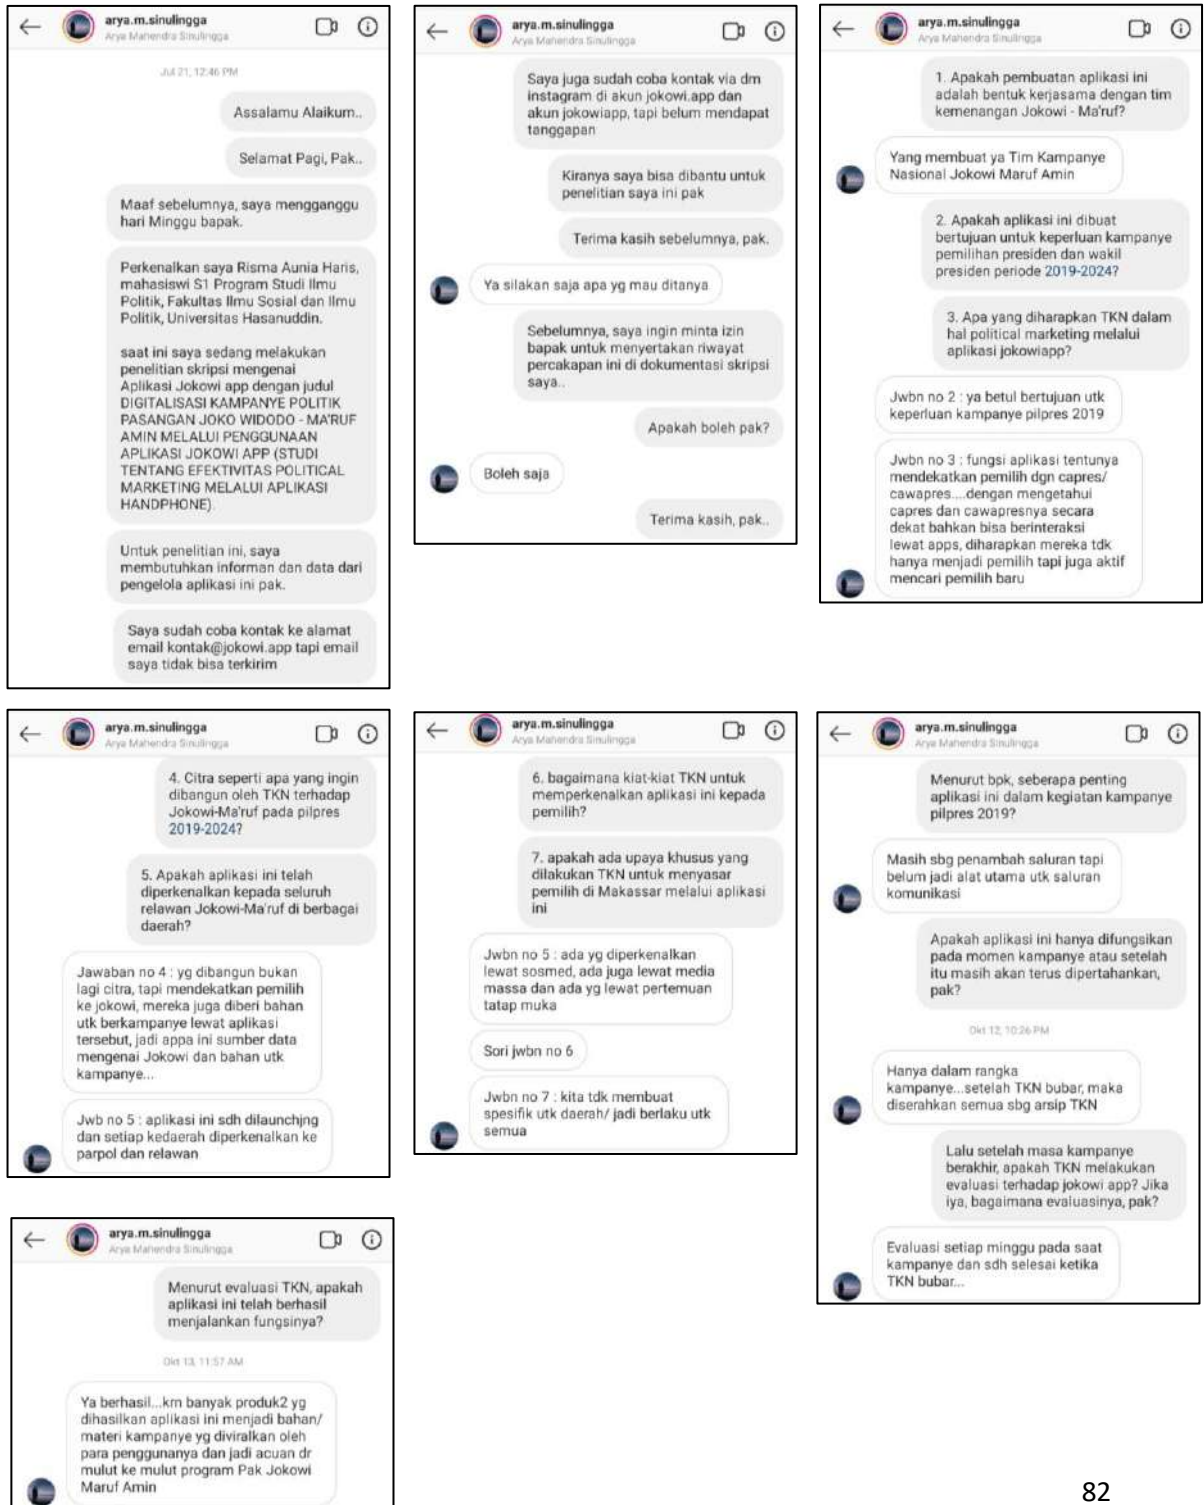 arya.m.sinulingga
Arya Mahendra Sinulingga
Jul 21, 12:46 PM
Assalamu Alaikum..
Selamat Pagi, Pak..
Maaf sebelumnya, saya mengganggu
hari Minggu bapak.
Perkenalkan saya Risma Aunia Haris,
mahasiswi S1 Program Studi Ilmu
Politik, Fakultas Ilmu Sosial dan Ilmu
Politik, Universitas Hasanuddin.
saat ini saya sedang melakukan
penelitian skripsi mengenai
Aplikasi Jokowi app dengan judul
DIGITALISASI KAMPANYE POLITIK
PASANGAN JOKO WIDODO - MA'RUF
AMIN MELALUI PENGGUNAAN
APLIKASI JOKOWI APP (STUDI
TENTANG EFEKTIVITAS POLITICAL
MARKETING MELALUI APLIKASI
HANDPHONE).
Untuk penelitian ini, saya
membutuhkan informan dan data dari
pengelola aplikasi ini pak.
Saya sudah coba kontak ke alamat
email kontak@jokowi.app tapi email
saya tidak bisa terkirim
arya.m.sinulingga
Arya Mahendra Sinulingga
Saya juga sudah coba kontak via dm
instagram di akun jokowi.app dan
akun jokowiapp, tapi belum mendapat
tanggapan
Kiranya saya bisa dibantu untuk
penelitian saya ini pak
Terima kasih sebelumnya, pak.
Ya silakan saja apa yg mau ditanya
Sebelumnya, saya ingin minta izin
bapak untuk menyertakan riwayat
percakapan ini di dokumentasi skripsi
saya..
Apakah boleh pak?
Boleh saja
Terima kasih, pak..
arya.m.sinulingga
Arya Mahendra Sinulingga
1. Apakah pembuatan aplikasi ini
adalah bentuk kerjasama dengan tim
kemenangan Jokowi - Ma'ruf?
Yang membuat ya Tim Kampanye
Nasional Jokowi Maruf Amin
2. Apakah aplikasi ini dibuat
bertujuan untuk keperluan kampanye
pemilihan presiden dan wakil
presiden periode 2019-2024?
3. Apa yang diharapkan TKN dalam
hal political marketing melalui
aplikasi jokowiapp?
Jwbn no 2 : ya betul bertujuan utk
keperluan kampanye pilpres 2019
Jwbn no 3 : fungsi aplikasi tentunya
mendekatkan pemilih dgn capres/
cawapres....dengan mengetahui
capres dan cawapresnya secara
dekat bahkan bisa berinteraksi
lewat apps, diharapkan mereka tdk
hanya menjadi pemilih tapi juga aktif
mencari pemilih baru
arya.m.sinulingga
Arya Mahendra Sinulingga
4. Citra seperti apa yang ingin
dibangun oleh TKN terhadap
Jokowi-Ma'ruf pada pilpres
2019-2024?
5. Apakah aplikasi ini telah
diperkenalkan kepada seluruh
relawan Jokowi-Ma'ruf di berbagai
daerah?
Jawaban no 4 : yg dibangun bukan
lagi citra, tapi mendekatkan pemilih
ke jokowi, mereka juga diberi bahan
utk berkampanye lewat aplikasi
tersebut, jadi appa ini sumber data
mengenai Jokowi dan bahan utk
kampanye...
Jwb no 5 : aplikasi ini sdh dilaunchjng
dan setiap kedaerah diperkenalkan ke
parpol dan relawan
arya.m.sinulingga
Arya Mahendra Sinulingga
6. bagaimana kiat-kiat TKN untuk
memperkenalkan aplikasi ini kepada
pemilih?
7. apakah ada upaya khusus yang
dilakukan TKN untuk menyasar
pemilih di Makassar melalui aplikasi
ini
Jwbn no 5 : ada yg diperkenalkan
lewat sosmed, ada juga lewat media
massa dan ada yg lewat pertemuan
tatap muka
Sori jwbn no 6
Jwbn no 7 : kita tdk membuat
spesifik utk daerah/ jadi berlaku utk
semua
arya.m.sinulingga
Arya Mahendra Sinulingga
Menurut bpk, seberapa penting
aplikasi ini dalam kegiatan kampanye
pilpres 2019?
Masih sbg penambah saluran tapi
belum jadi alat utama utk saluran
komunikasi
Apakah aplikasi ini hanya difungsikan
pada momen kampanye atau setelah
itu masih akan terus dipertahankan,
pak?
Okt 12, 10:26 PM
Hanya dalam rangka
kampanye...setelah TKN bubar, maka
diserahkan semua sbg arsip TKN
Lalu setelah masa kampanye
berakhir, apakah TKN melakukan
evaluasi terhadap jokowi app? Jika
iya, bagaimana evaluasinya, pak?
Evaluasi setiap minggu pada saat
kampanye dan sdh selesai ketika
TKN bubar...
arya.m.sinulingga
Arya Mahendra Sinulingga
Menurut evaluasi TKN, apakah
aplikasi ini telah berhasil
menjalankan fungsinya?
Okt 13, 11:57 AM
Ya berhasil...krn banyak produk2 yg
dihasilkan aplikasi ini menjadi bahan/
materi kampanye yg diviralkan oleh
para penggunanya dan jadi acuan dr
mulut ke mulut program Pak Jokowi
Maruf Amin
82